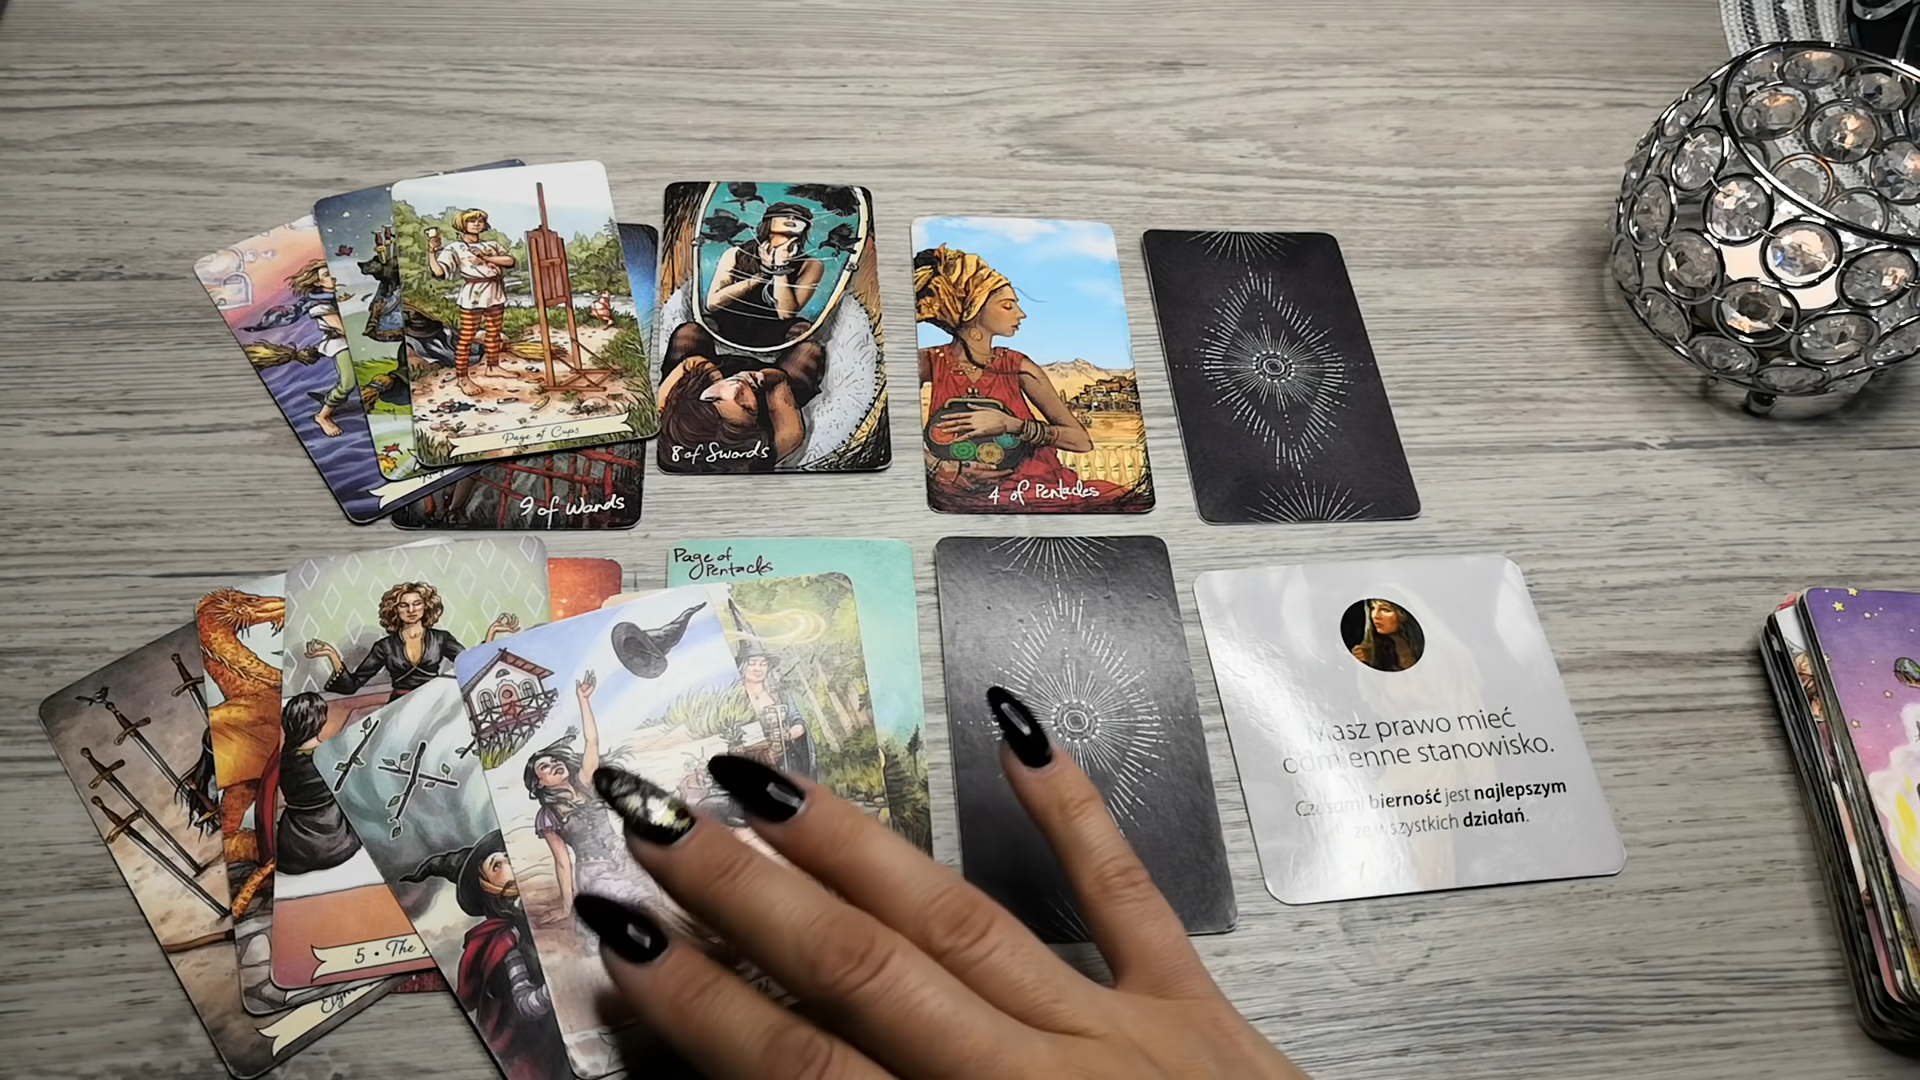 Page of Cups
9 of Wands
8 of Swords
4 of Pentacles
Page of
Pentacles
5 • The
Masz prawo mieć
odmienne stanowisko.
Czasami bierność jest najlepszym
ze wszystkich działań.